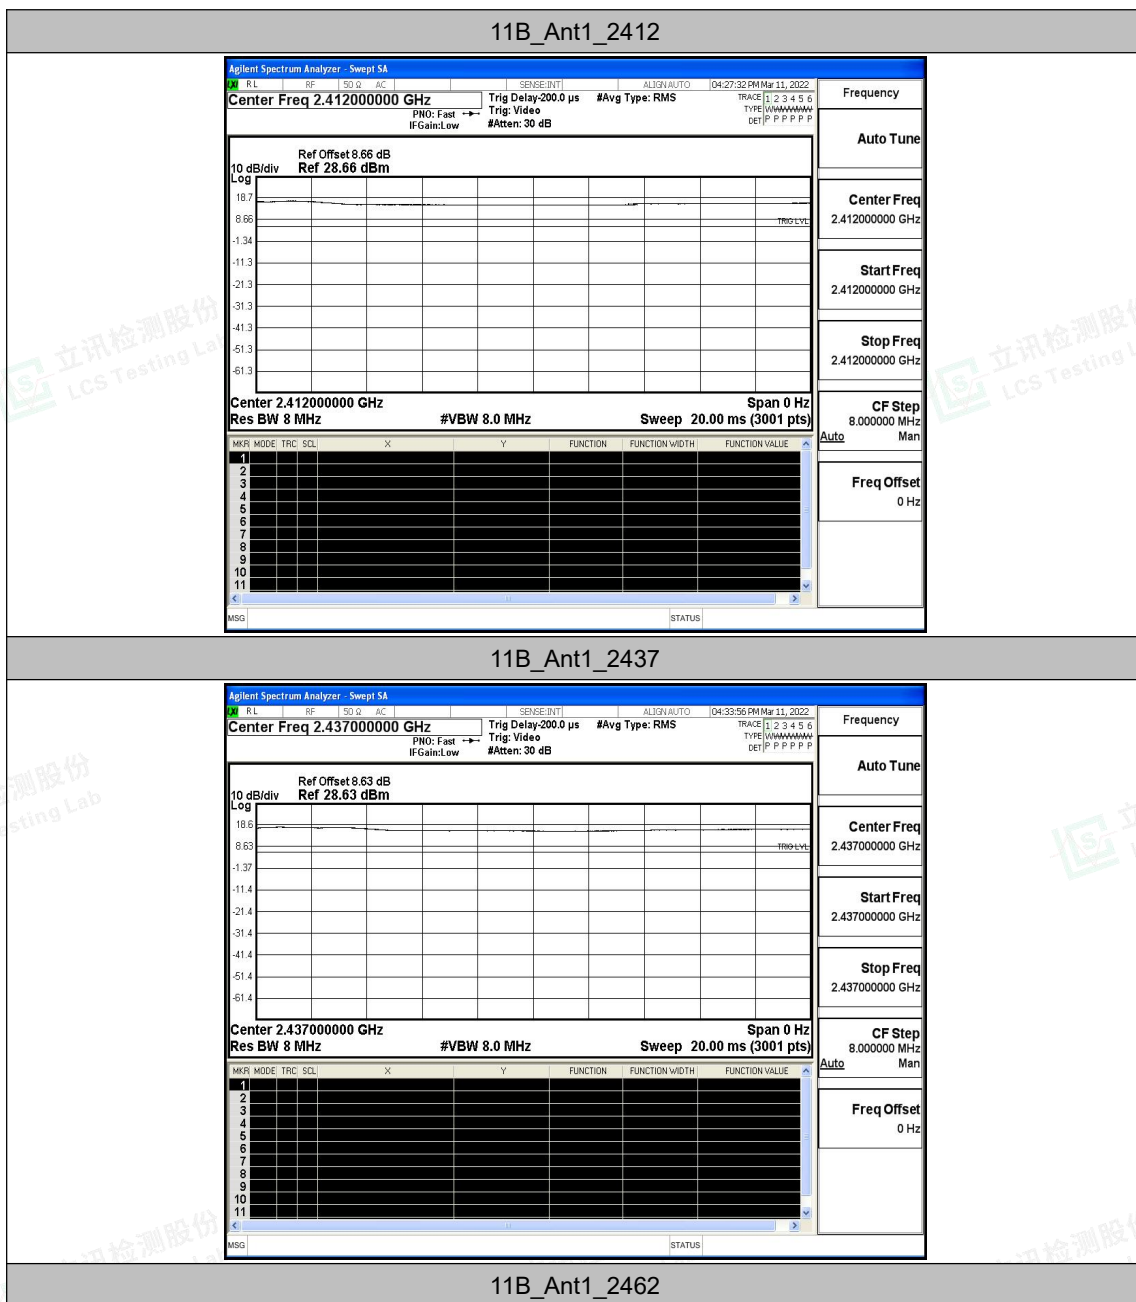 11B_Ant1_2412
Agilent Spectrum Analyzer - Swept SA
RL RF 50 Ω AC SENSE:INT ALIGNAUTO 04:27:32 PM Mar 11, 2022
Center Freq 2.412000000 GHz
PNO: Fast
IFGain:Low
Trig Delay-200.0 µs
Trig: Video
#Atten: 30 dB
#Avg Type: RMS
TRACE 1 2 3 4 5 6
TYPE
DET P P P P P P
Ref Offset 8.66 dB
10 dB/div Ref 28.66 dBm
Log
18.7
8.66
TRIG LVL
-1.34
-11.3
-21.3
-31.3
-41.3
-51.3
-61.3
Center 2.412000000 GHz Span 0 Hz
Res BW 8 MHz #VBW 8.0 MHz Sweep 20.00 ms (3001 pts)
MKR MODE TRC SCL X Y FUNCTION FUNCTION WIDTH FUNCTION VALUE
1
2
3
4
5
6
7
8
9
10
11
MSG STATUS
Frequency
Auto Tune
Center Freq
2.412000000 GHz
Start Freq
2.412000000 GHz
Stop Freq
2.412000000 GHz
CF Step
8.000000 MHz
Auto Man
Freq Offset
0 Hz
11B_Ant1_2437
Agilent Spectrum Analyzer - Swept SA
RL RF 50 Ω AC SENSE:INT ALIGNAUTO 04:33:56 PM Mar 11, 2022
Center Freq 2.437000000 GHz
PNO: Fast
IFGain:Low
Trig Delay-200.0 µs
Trig: Video
#Atten: 30 dB
#Avg Type: RMS
TRACE 1 2 3 4 5 6
TYPE
DET P P P P P P
Ref Offset 8.63 dB
10 dB/div Ref 28.63 dBm
Log
18.6
8.63
TRIG LVL
-1.37
-11.4
-21.4
-31.4
-41.4
-51.4
-61.4
Center 2.437000000 GHz Span 0 Hz
Res BW 8 MHz #VBW 8.0 MHz Sweep 20.00 ms (3001 pts)
MKR MODE TRC SCL X Y FUNCTION FUNCTION WIDTH FUNCTION VALUE
1
2
3
4
5
6
7
8
9
10
11
MSG STATUS
Frequency
Auto Tune
Center Freq
2.437000000 GHz
Start Freq
2.437000000 GHz
Stop Freq
2.437000000 GHz
CF Step
8.000000 MHz
Auto Man
Freq Offset
0 Hz
11B_Ant1_2462
立讯检测股份
LCS Testing Lab